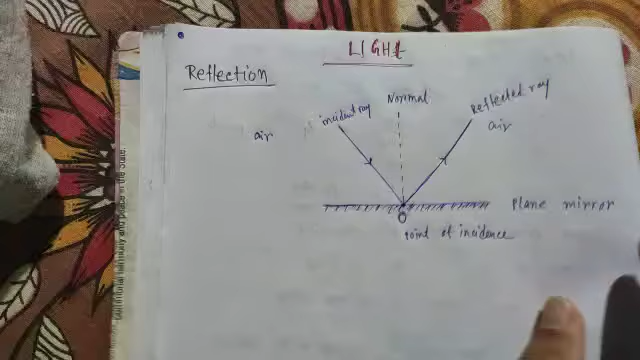 LIGHt
Reflection
incident ray
Normal
Reflected ray
air
air
Plane mirror
O
Point of incidence